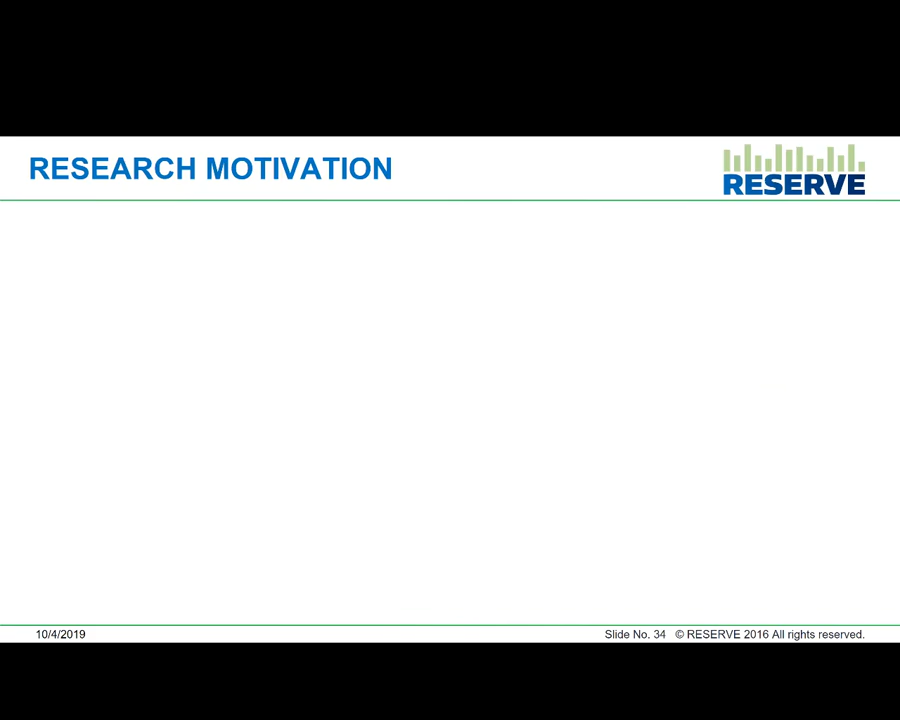 RESEARCH MOTIVATION
RESERVE
10/4/2019
Slide No. 34 © RESERVE 2016 All rights reserved.